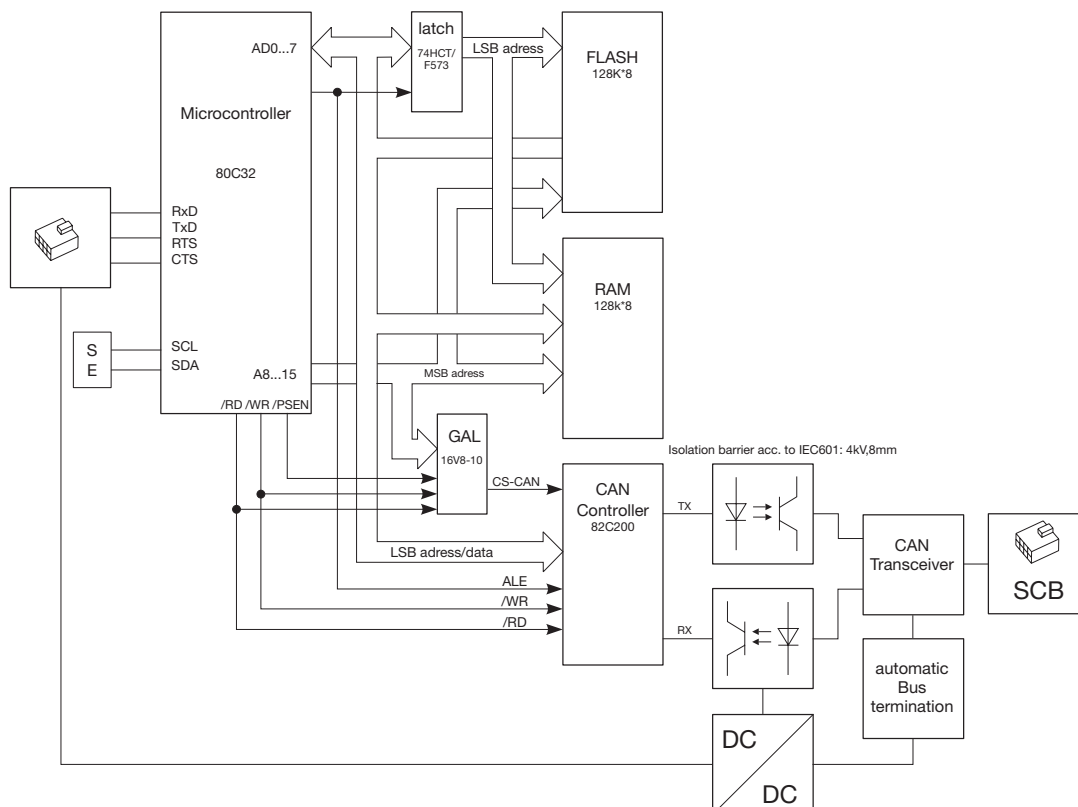 latch
74HCT/
F573
AD0...7
LSB adress
FLASH
128K*8
Microcontroller
80C32
RxD
TxD
RTS
CTS
RAM
128k*8
S
E
SCL
SDA
A8...15
MSB adress
/RD /WR /PSEN
GAL
16V8-10
Isolation barrier acc. to IEC601: 4kV,8mm
CS-CAN
CAN
Controller
82C200
TX
CAN
Transceiver
SCB
LSB adress/data
ALE
/WR
/RD
RX
automatic
Bus
termination
DC
DC